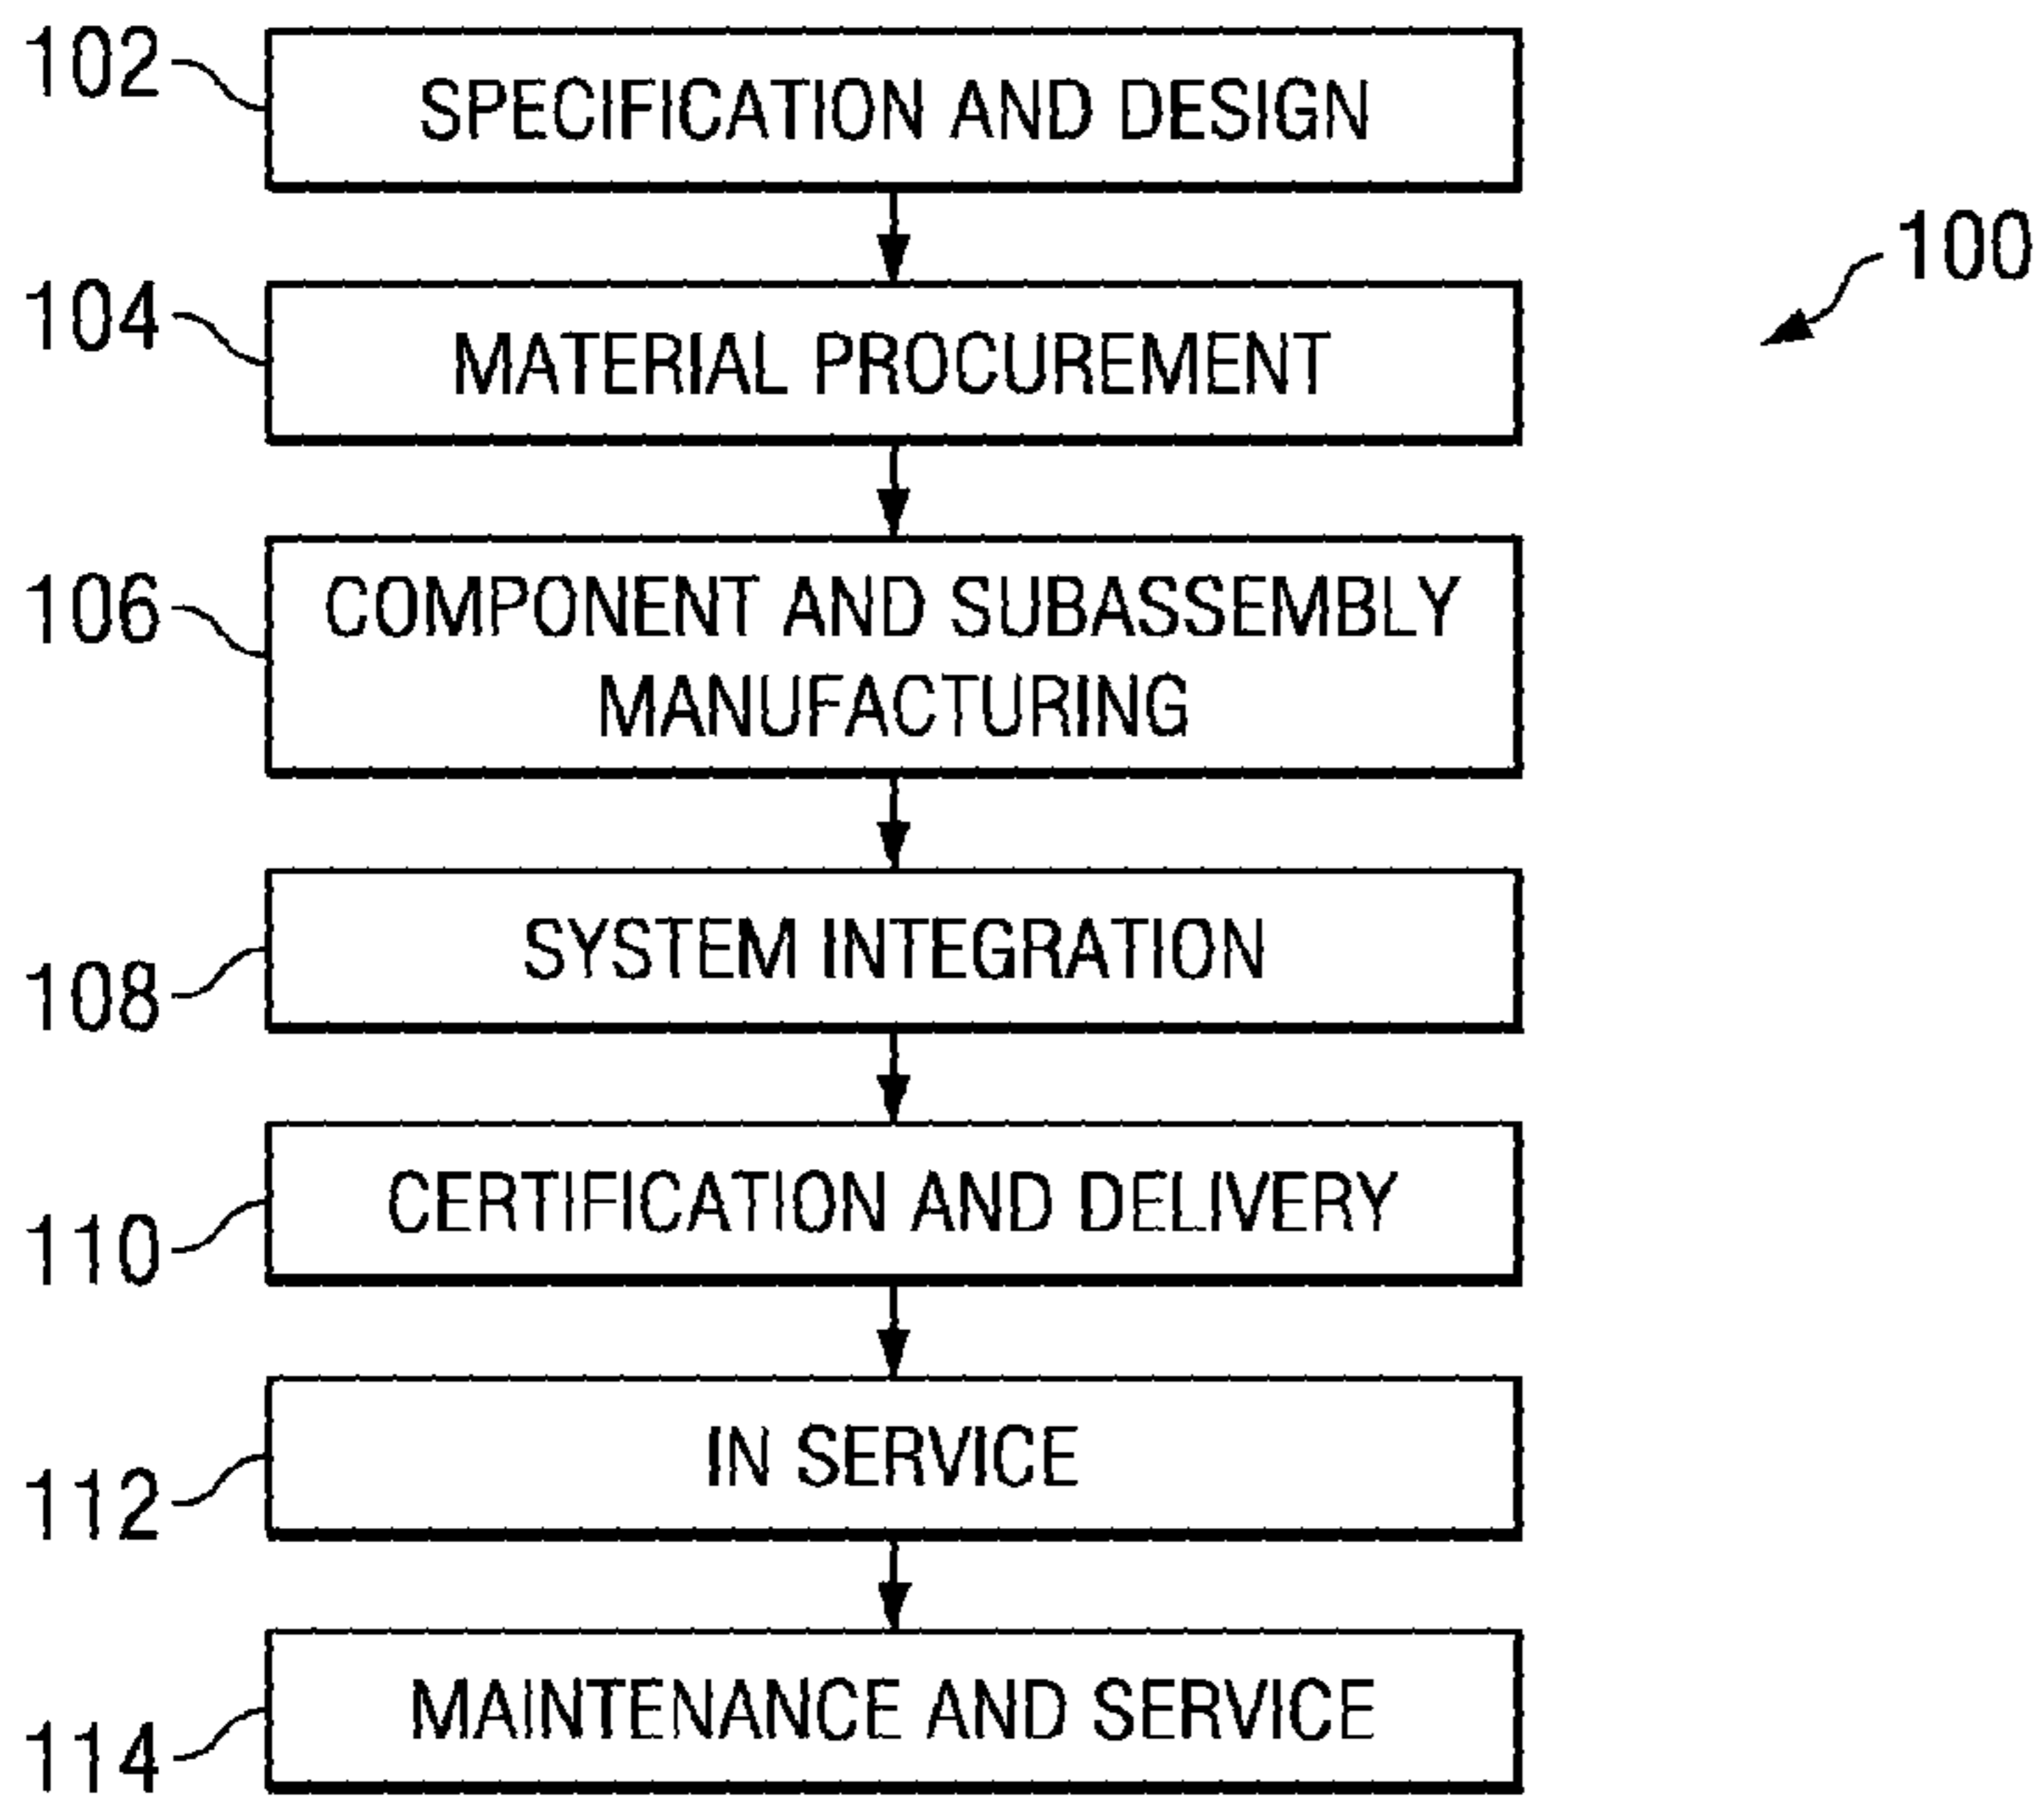 102
SPECIFICATION AND DESIGN
100
104
MATERIAL PROCUREMENT
106
COMPONENT AND SUBASSEMBLY
MANUFACTURING
108
SYSTEM INTEGRATION
110
CERTIFICATION AND DELIVERY
112
IN SERVICE
114
MAINTENANCE AND SERVICE